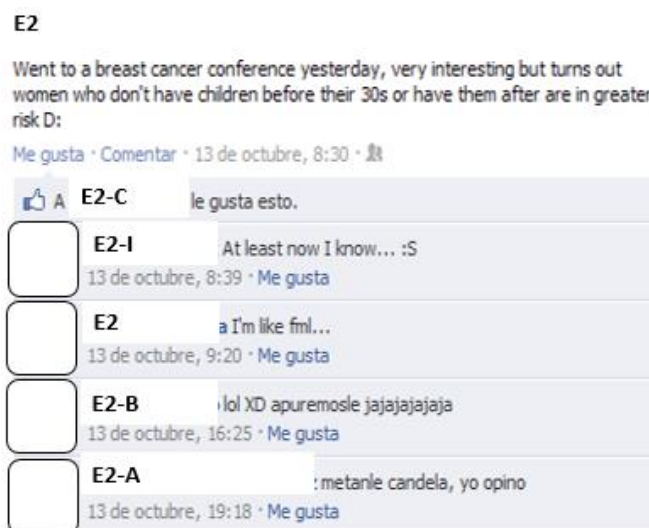 E2
Went to a breast cancer conference yesterday, very interesting but turns out
women who don't have children before their 30s or have them after are in greater
risk D:
Me gusta · Comentar · 13 de octubre, 8:30 ·
A E2-C le gusta esto.
E2-I At least now I know... :S
13 de octubre, 8:39 · Me gusta
E2 a I'm like fml...
13 de octubre, 9:20 · Me gusta
E2-B lol XD apuremosle jajajajajaja
13 de octubre, 16:25 · Me gusta
E2-A metanle candela, yo opino
13 de octubre, 19:18 · Me gusta